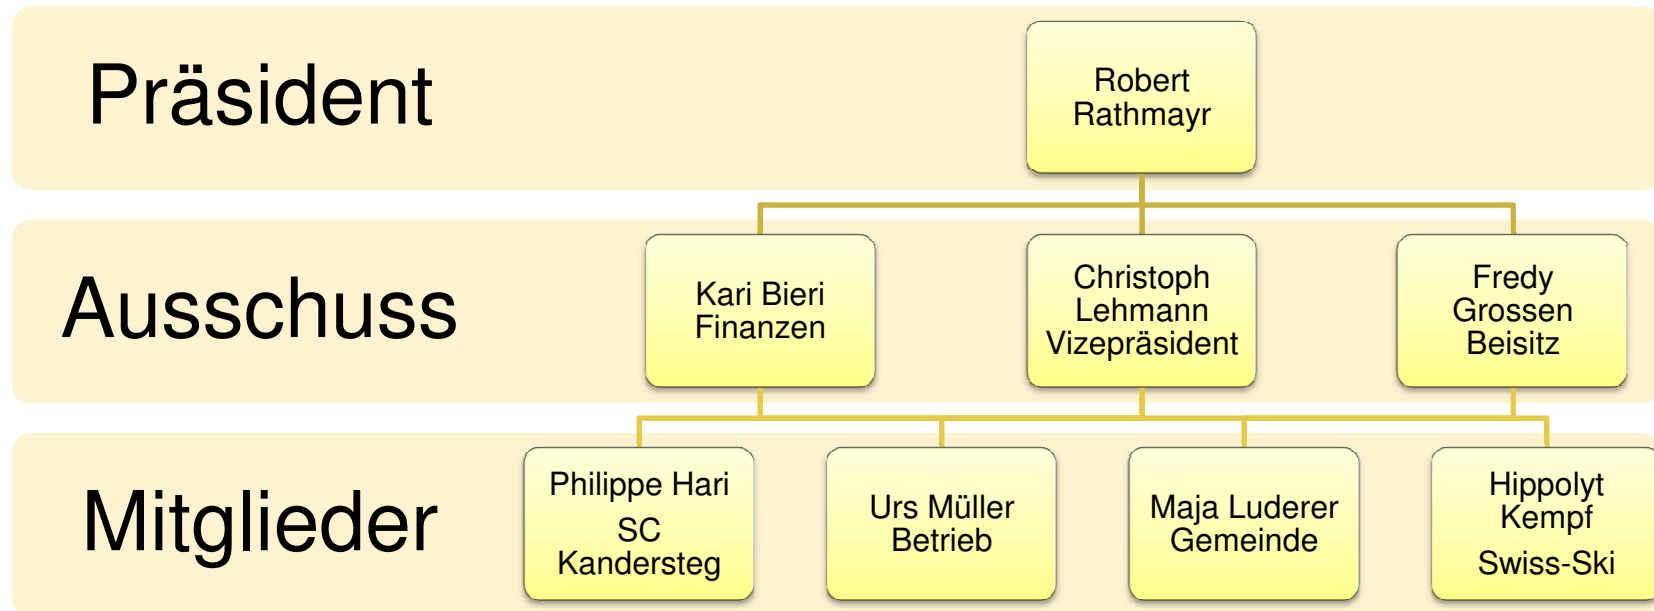 Präsident
Robert
Rathmayr
Ausschuss
Kari Bieri
Finanzen
Christoph
Lehmann
Vizepräsident
Fredy
Grossen
Beisitz
Mitglieder
Philippe Hari
SC
Kandersteg
Urs Müller
Betrieb
Maja Luderer
Gemeinde
Hippolyt
Kempf
Swiss-Ski